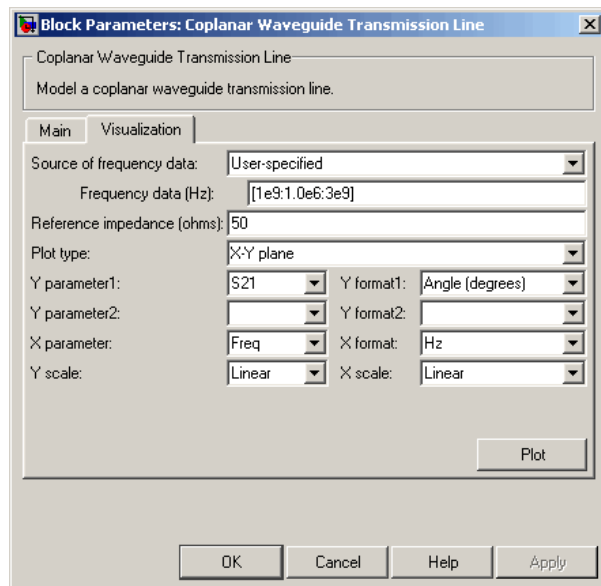 Block Parameters: Coplanar Waveguide Transmission Line
Coplanar Waveguide Transmission Line
Model a coplanar waveguide transmission line.
Main Visualization
Source of frequency data: User-specified
Frequency data (Hz): [1e9:1.0e6:3e9]
Reference impedance (ohms): 50
Plot type: X-Y plane
Y parameter1: S21 Y format1: Angle (degrees)
Y parameter2: Y format2:
X parameter: Freq X format: Hz
Y scale: Linear X scale: Linear
Plot
OK Cancel Help Apply